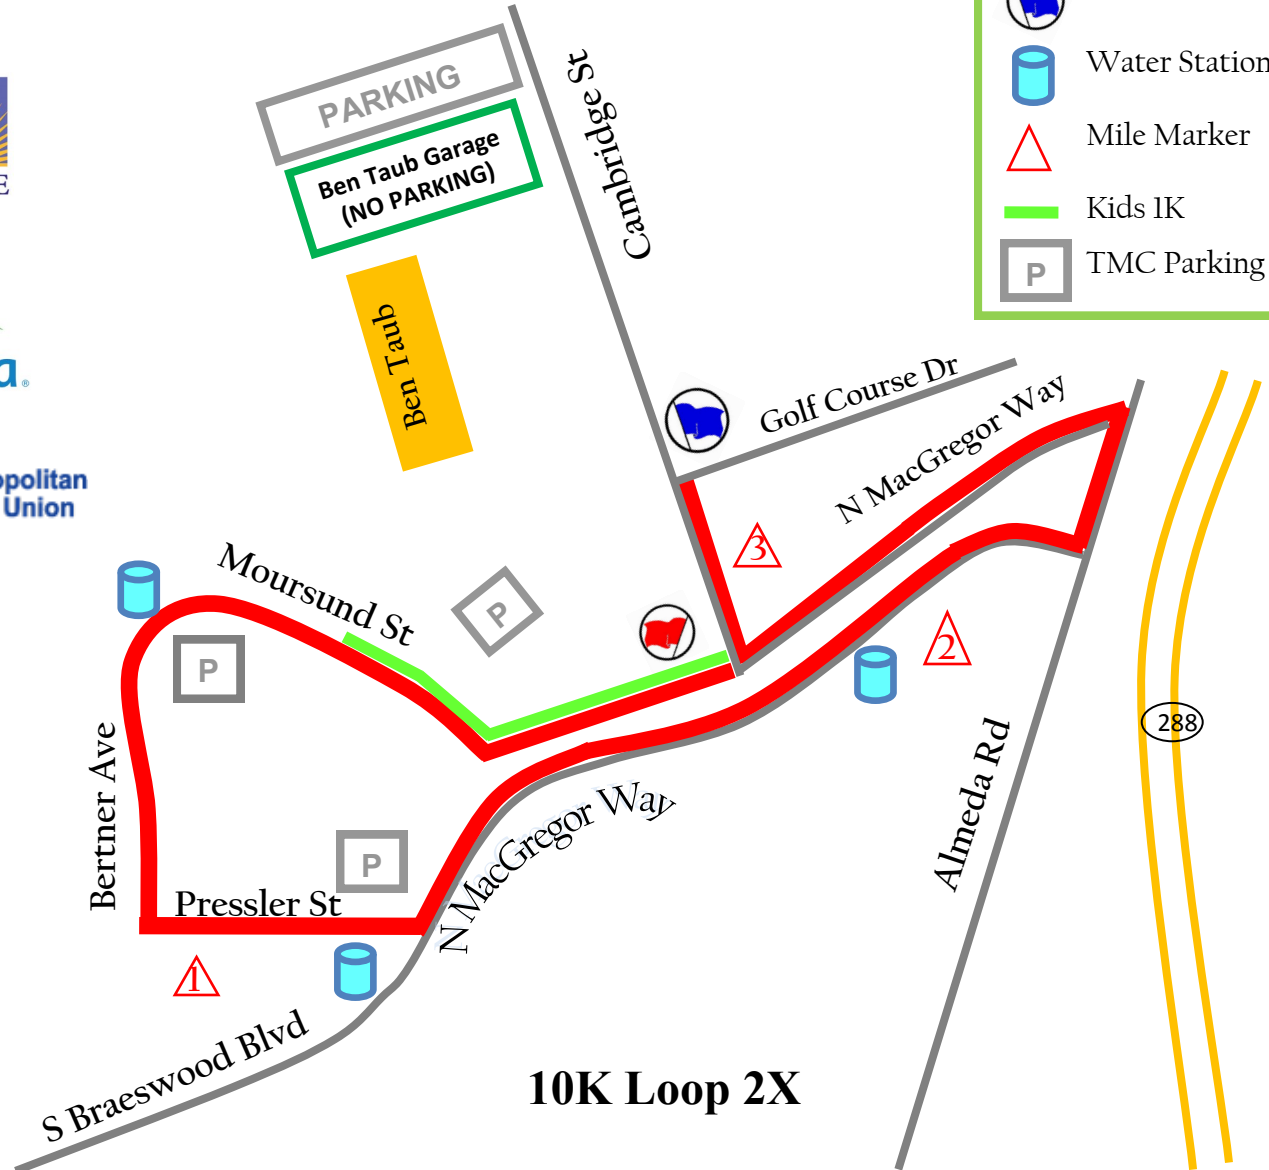 Water Station
Mile Marker
Kids 1K
P
TMC Parking
PARKING
Ben Taub Garage
(NO PARKING)
Cambridge St
Ben Taub
Golf Course Dr
N MacGregor Way
opolitan
Union
Moursund St
P
3
2
P
288
Bertner Ave
N MacGregor Way
Almeda Rd
P
Pressler St
1
S Braeswood Blvd
10K Loop 2X